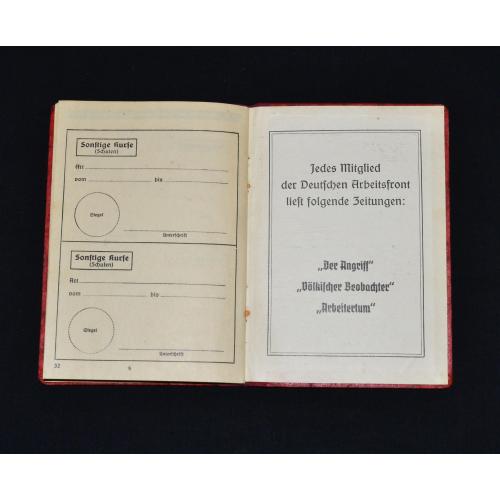 Sonstige Kurse
(Schulen)
Art
vom bis
Siegel
Unterschrift
Sonstige Kurse
(Schulen)
Art
vom bis
Siegel
Unterschrift
32 6
Jedes Mitglied
der Deutschen Arbeitsfront
liest folgende Zeitungen:
„Der Angriff"
„Völkischer Beobachter"
„Arbeitertum"